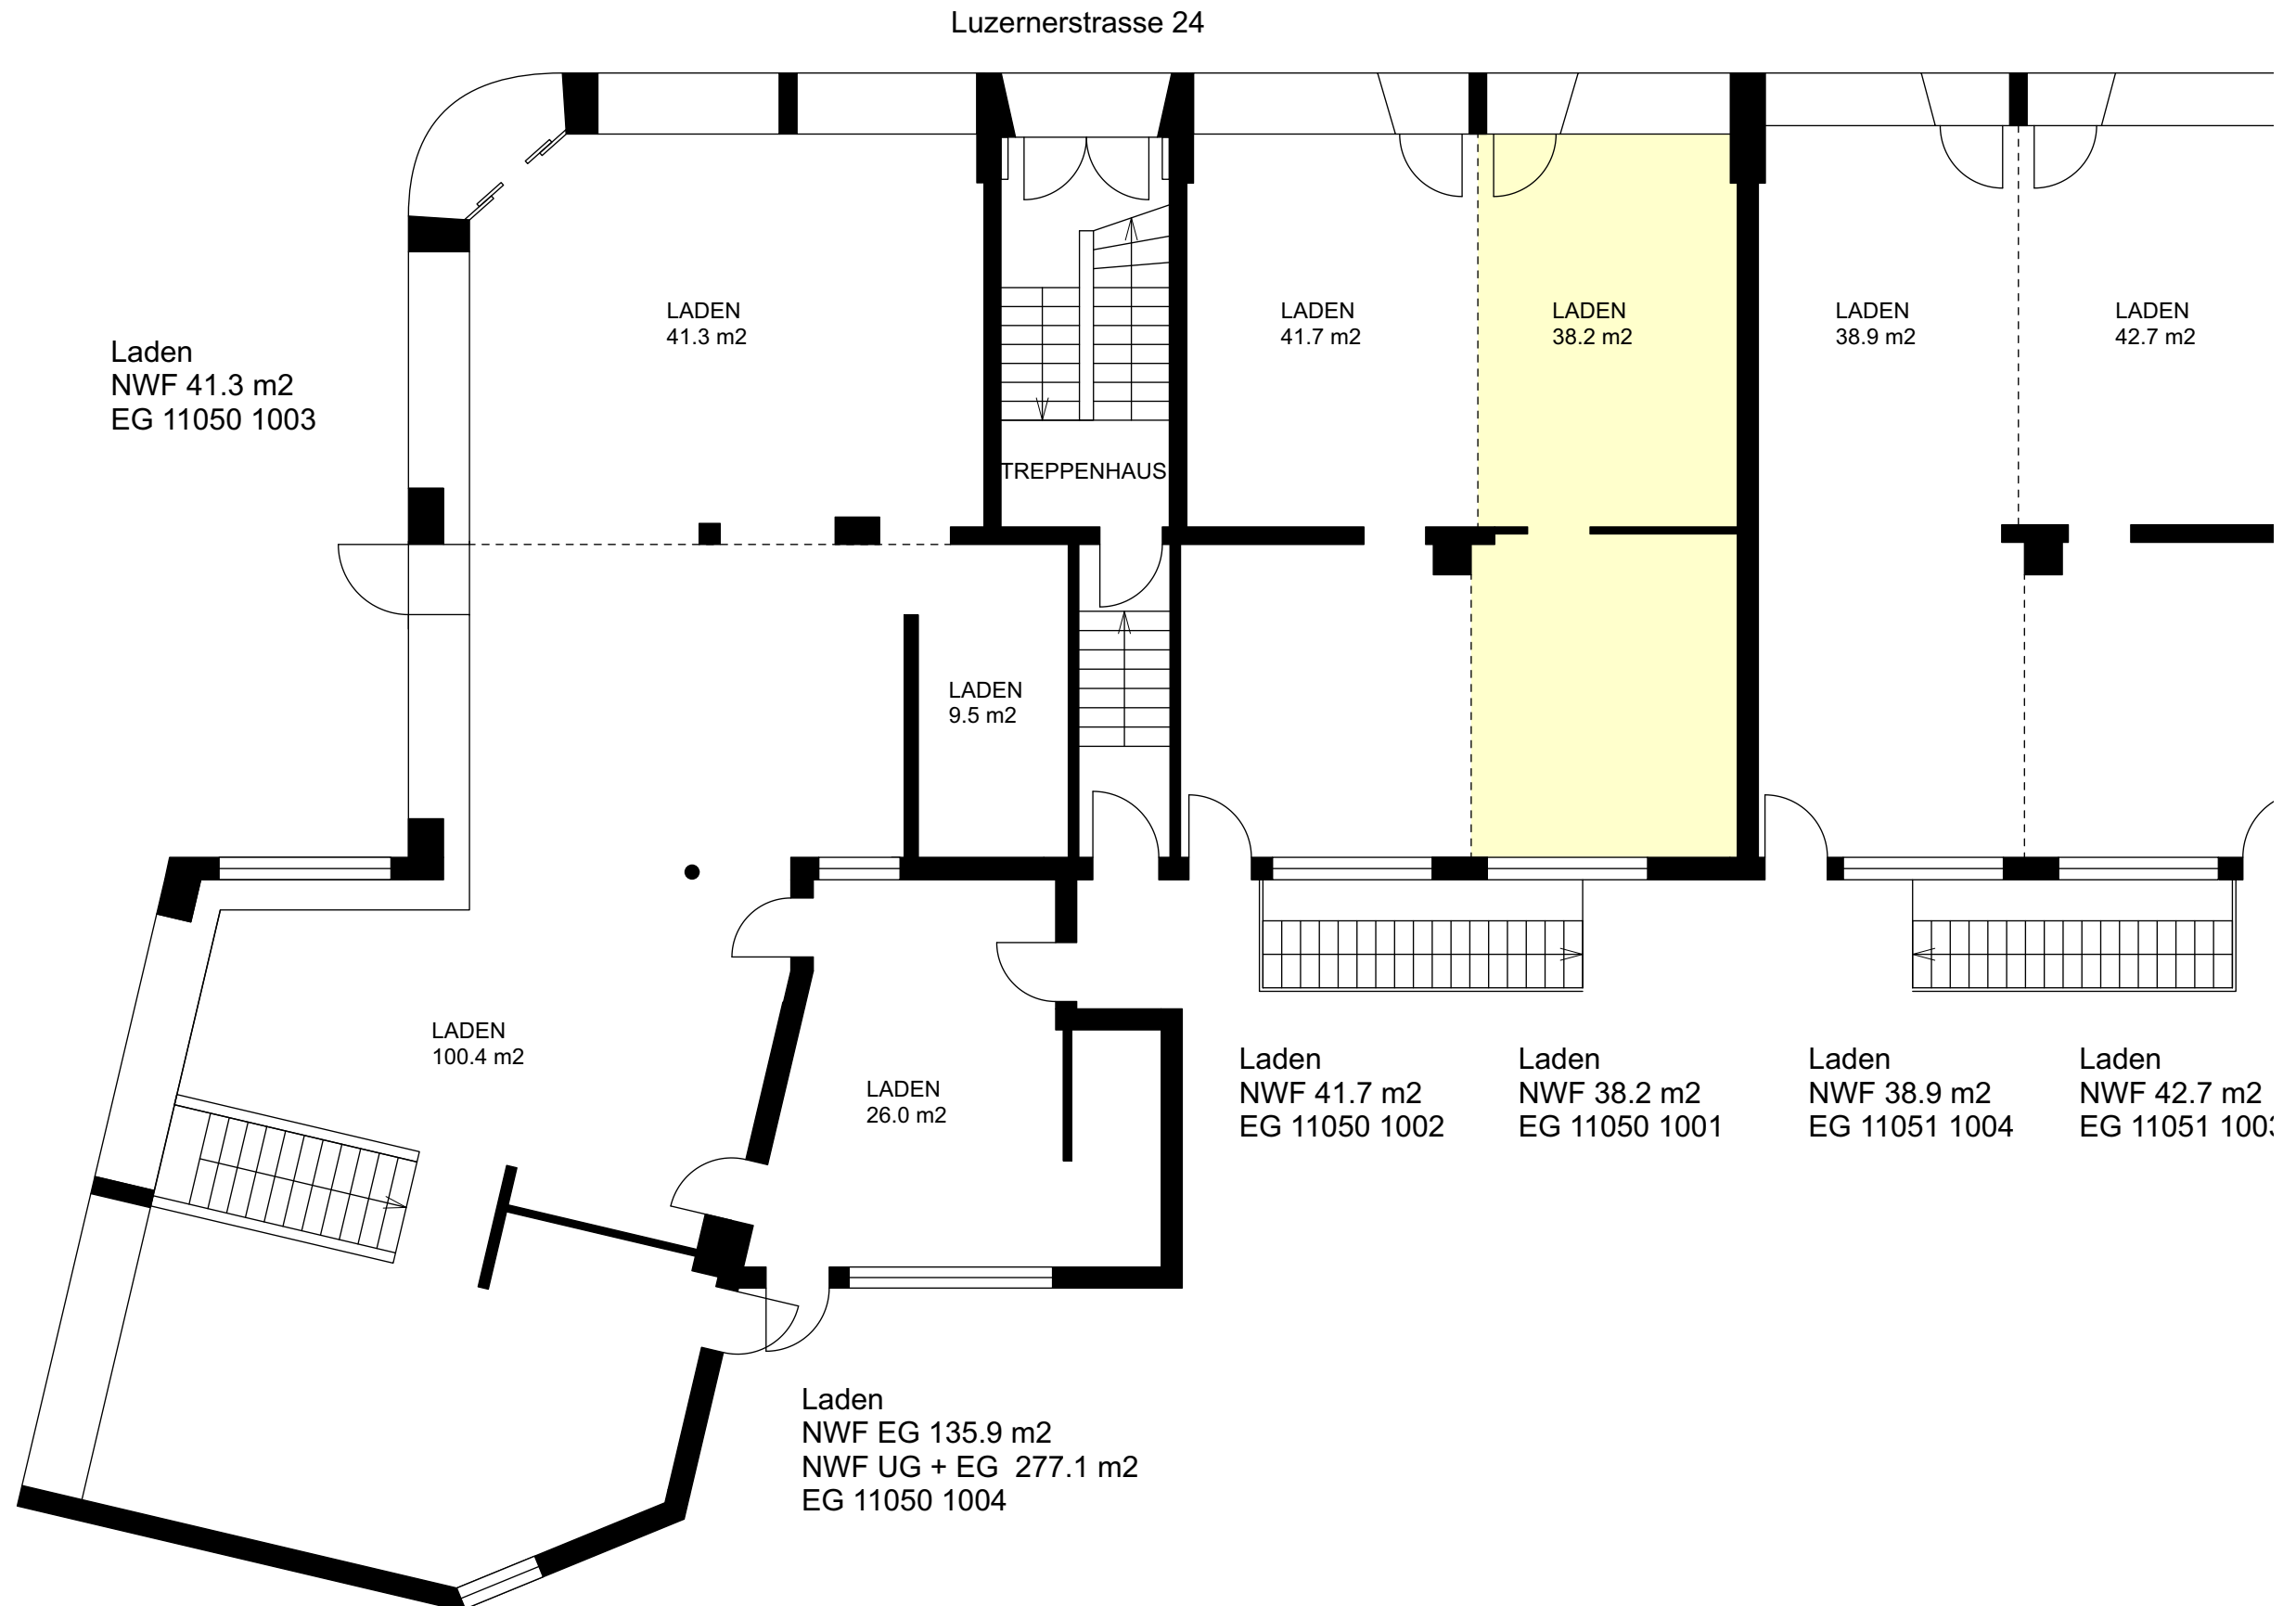 Luzernerstrasse 24
LADEN
41.3 m2
LADEN
41.7 m2
LADEN
38.2 m2
LADEN
38.9 m2
LADEN
42.7 m2
Laden
NWF 41.3 m2
EG 11050 1003
TREPPENHAUS
LADEN
9.5 m2
LADEN
100.4 m2
LADEN
26.0 m2
Laden
NWF 41.7 m2
EG 11050 1002
Laden
NWF 38.2 m2
EG 11050 1001
Laden
NWF 38.9 m2
EG 11051 1004
Laden
NWF 42.7 m2
EG 11051 1003
Laden
NWF EG 135.9 m2
NWF UG + EG  277.1 m2
EG 11050 1004